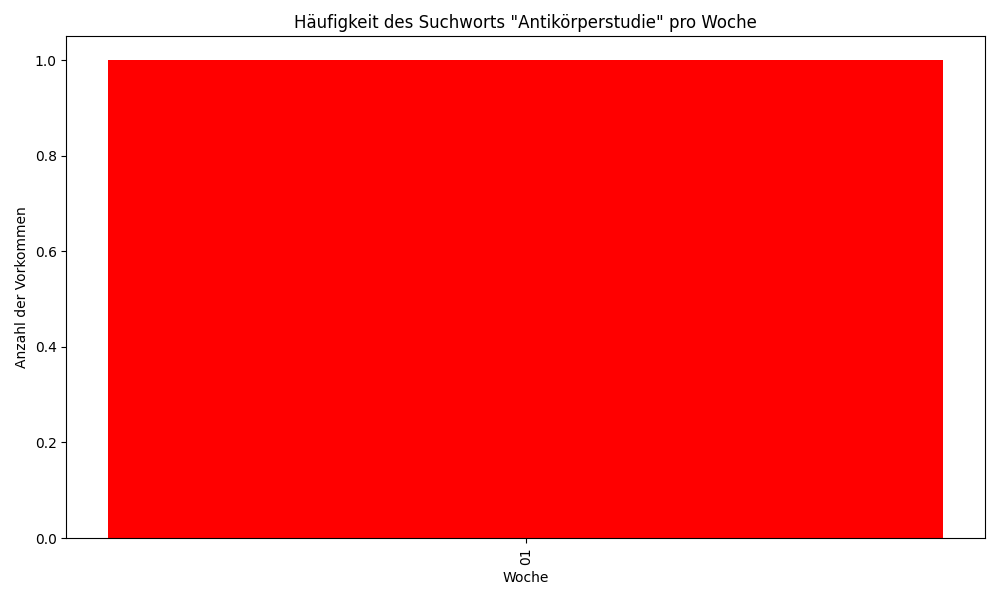 Häufigkeit des Suchworts "Antikörperstudie" pro Woche
Anzahl der Vorkommen
1.0
0.8
0.6
0.4
0.2
0.0
01
Woche